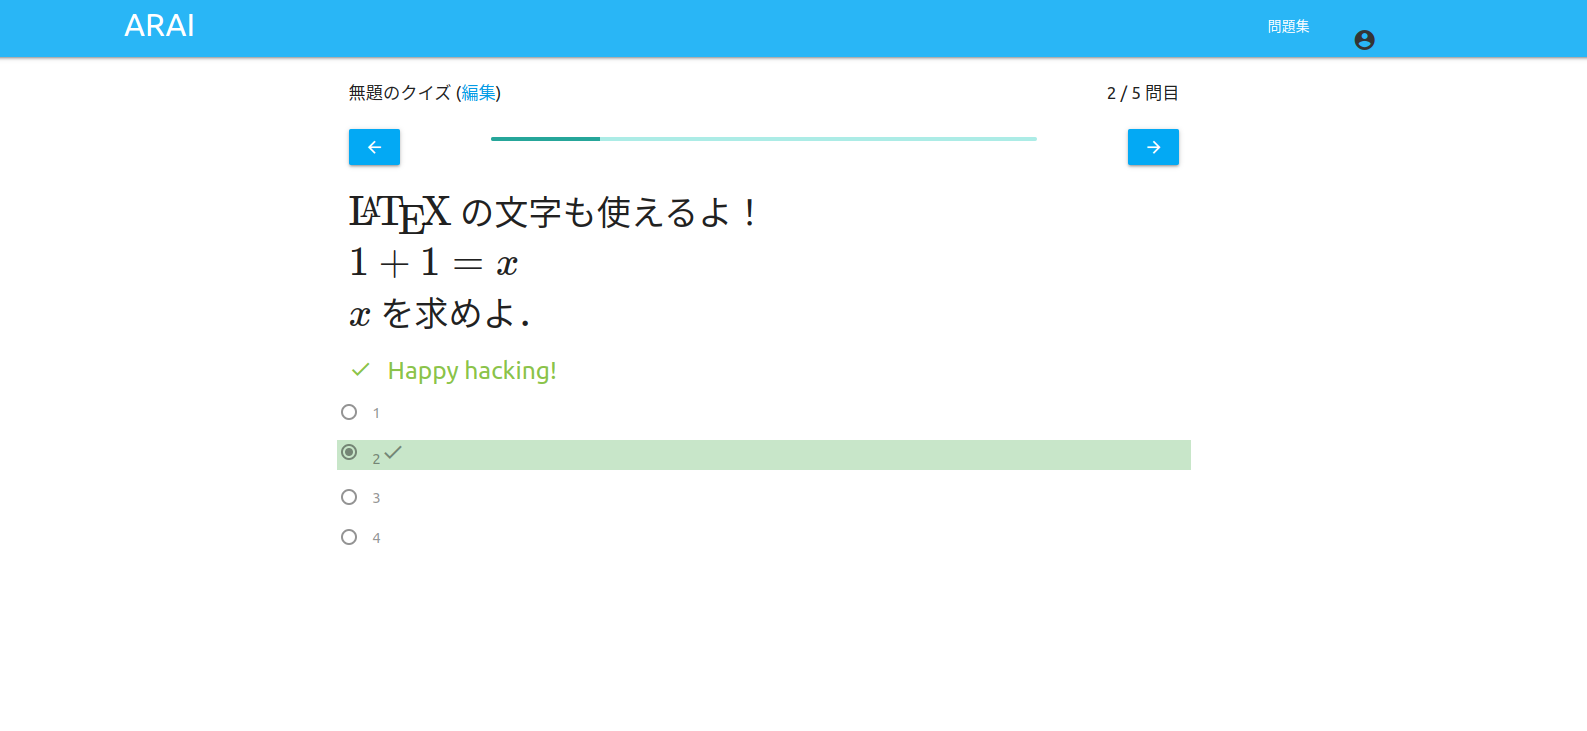 ARAI
問題集
無題のクイズ (編集)
2 / 5 問目
LATEX の文字も使えるよ！
1 + 1 = x
x を求めよ．
Happy hacking!
1
2
3
4